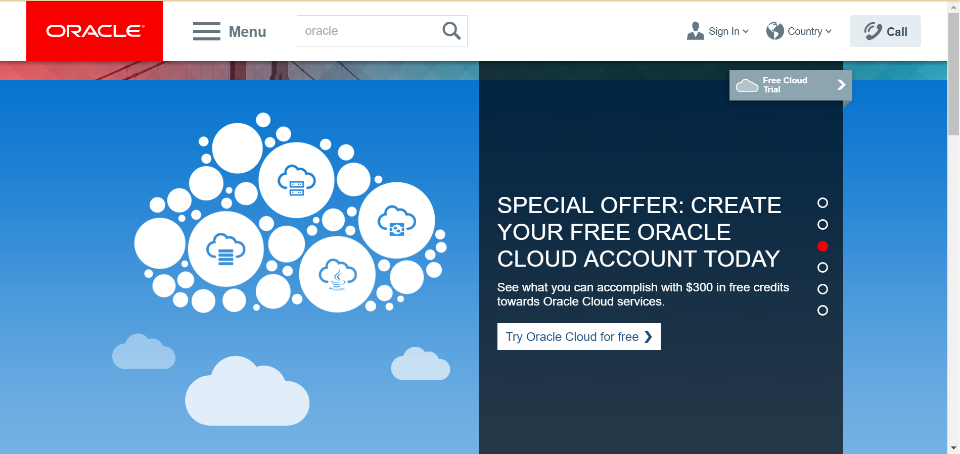 ORACLE®
Menu
oracle
Sign In
Country
Call
Free Cloud
Trial
SPECIAL OFFER: CREATE
YOUR FREE ORACLE
CLOUD ACCOUNT TODAY
See what you can accomplish with $300 in free credits
towards Oracle Cloud services.
Try Oracle Cloud for free